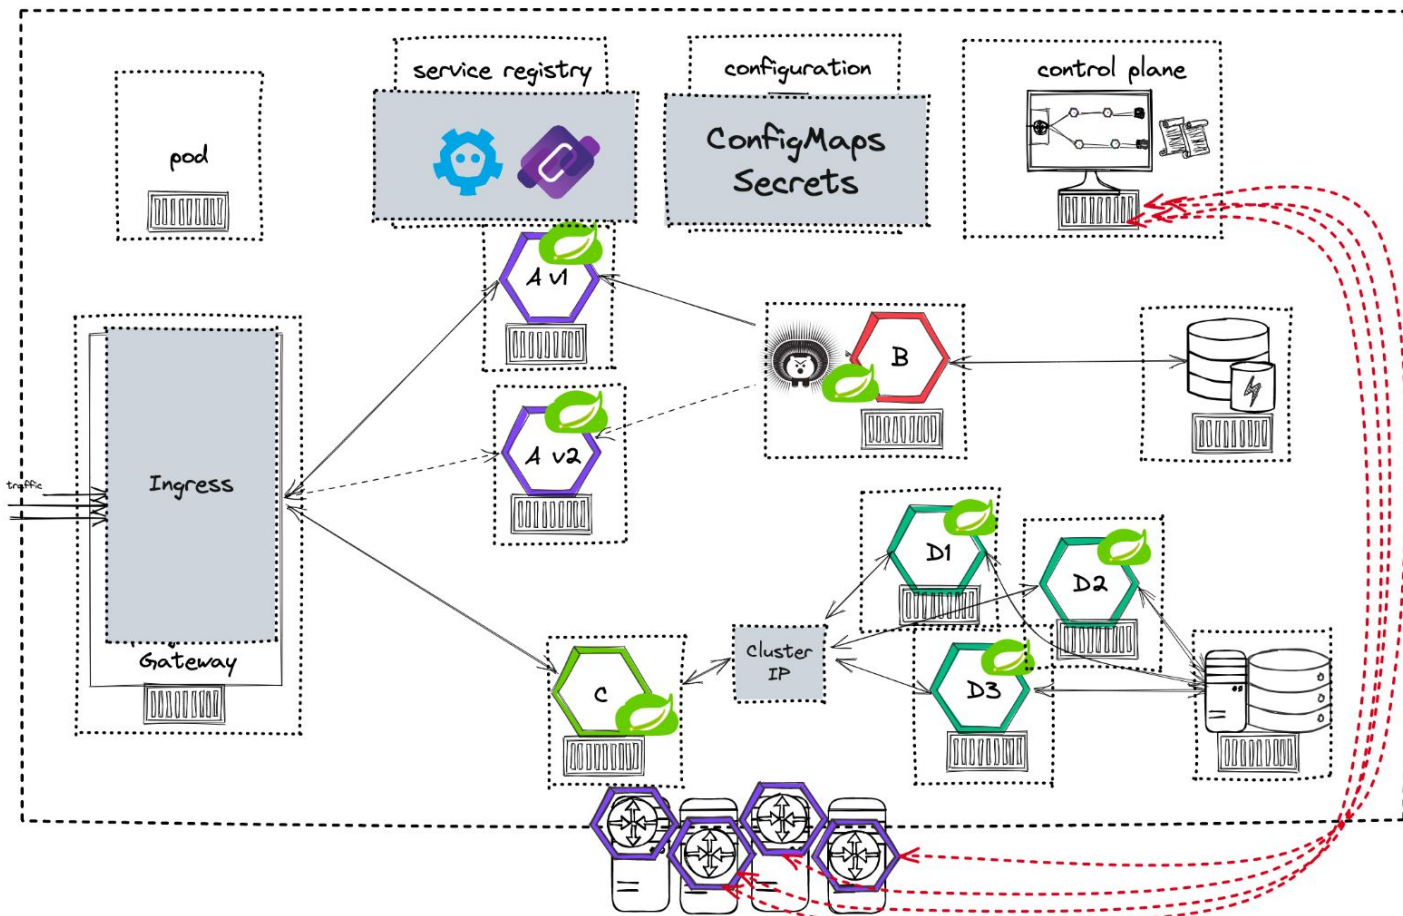 service registry
configuration
control plane
pod
ConfigMaps
Secrets
A v1
B
A v2
traffic
Ingress
D1
D2
Gateway
Cluster
IP
C
D3